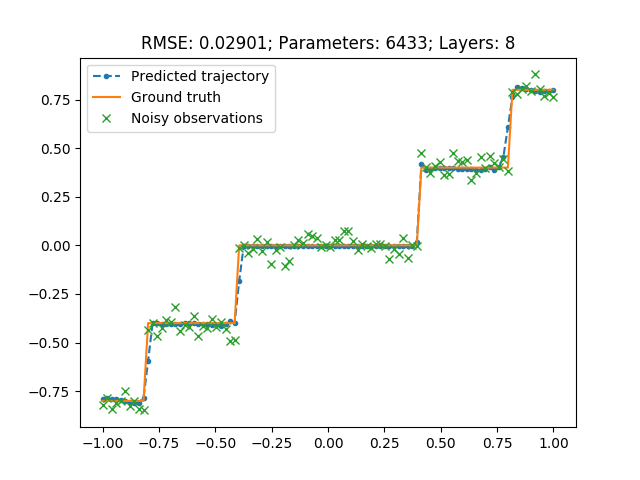 RMSE: 0.02901; Parameters: 6433; Layers: 8
Predicted trajectory
Ground truth
Noisy observations
0.75
0.50
0.25
0.00
−0.25
−0.50
−0.75
−1.00 −0.75 −0.50 −0.25 0.00 0.25 0.50 0.75 1.00